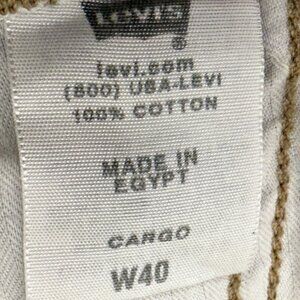 LEVI'S
levi.com
(800) USA-LEVI
100% COTTON
MADE IN
EGYPT
CARGO
W40